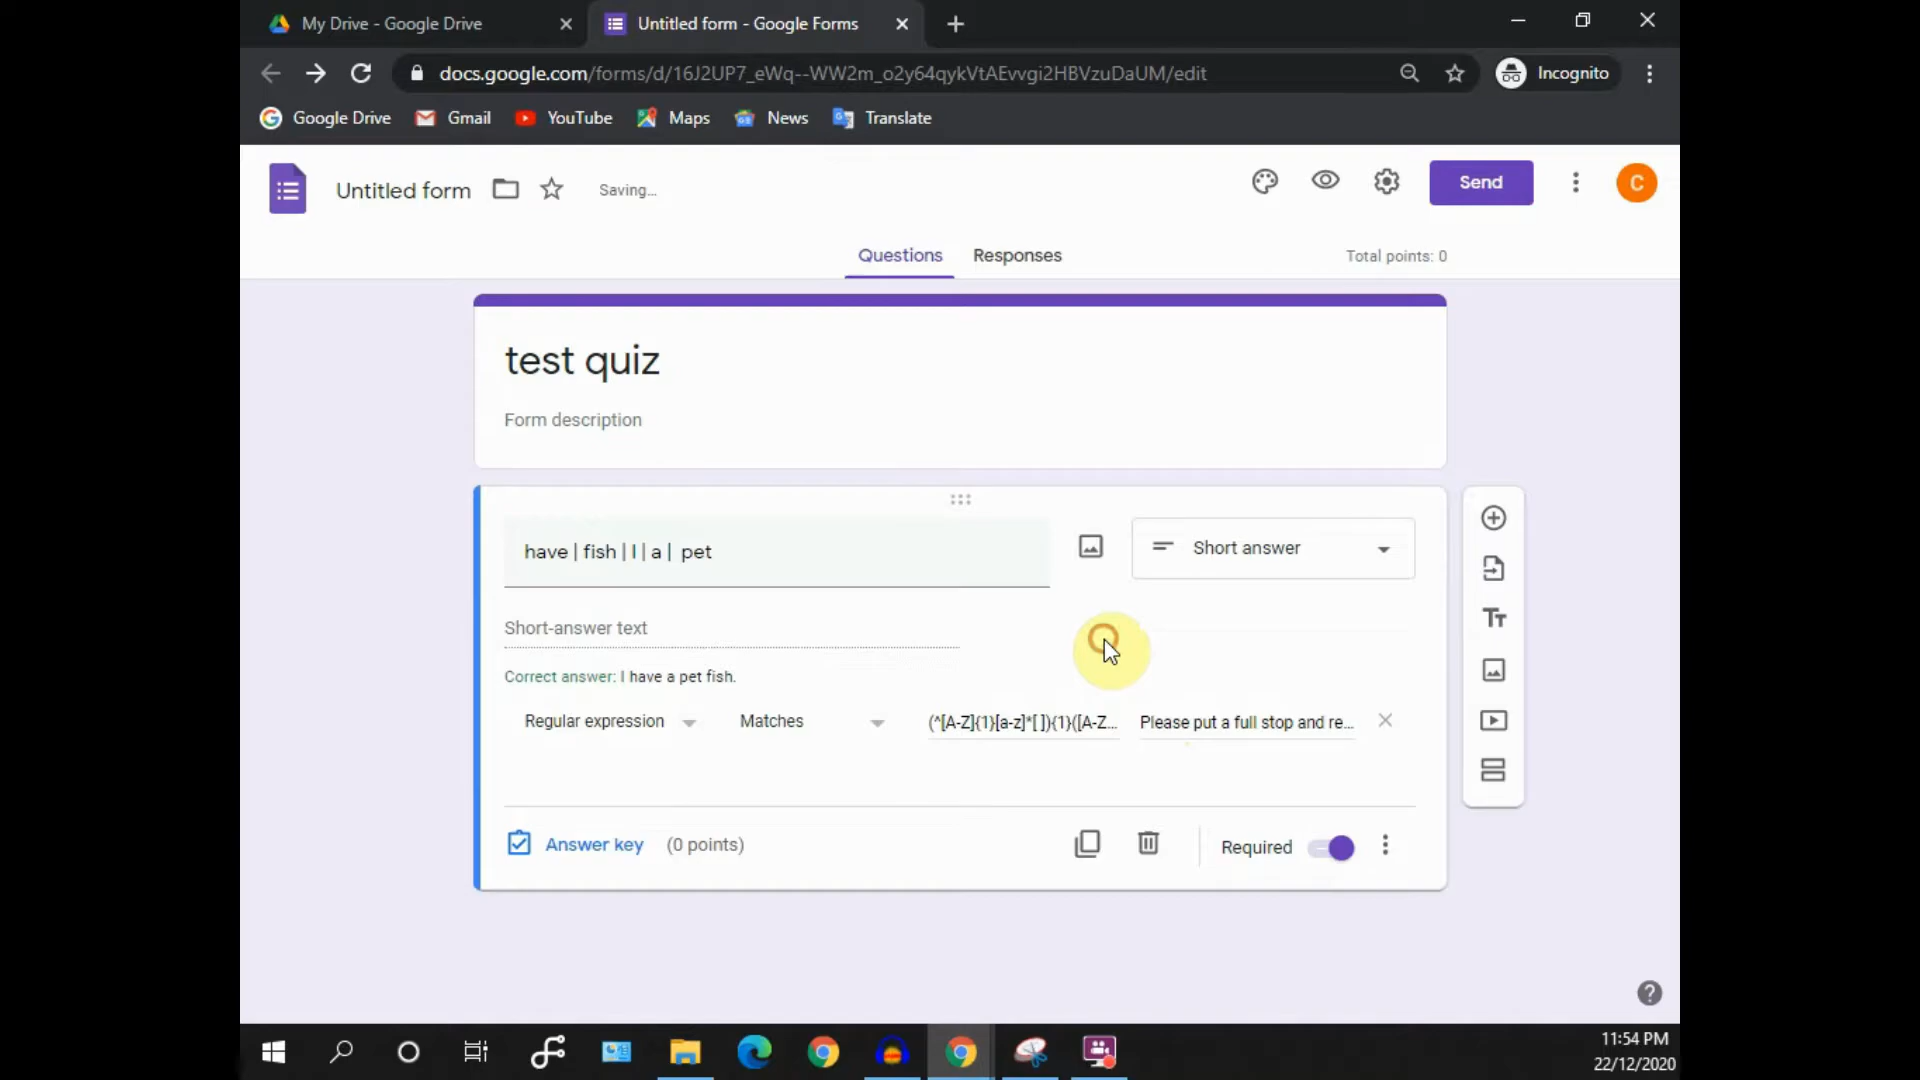 My Drive - Google Drive
Untitled form - Google Forms
docs.google.com/forms/d/16J2UP7_eWq--WW2m_o2y64qykVtAEvvgi2HBVzuDaUM/edit
Incognito
Google Drive
Gmail
YouTube
Maps
News
Translate
Untitled form
Saving...
Send
C
Questions
Responses
Total points: 0
test quiz
Form description
have | fish | I | a | pet
Short answer
Short-answer text
Correct answer: I have a pet fish.
Regular expression
Matches
(^[A-Z]{1}[a-z]*[ ]){1}([A-Z...
Please put a full stop and re...
Answer key
(0 points)
Required
11:54 PM
22/12/2020